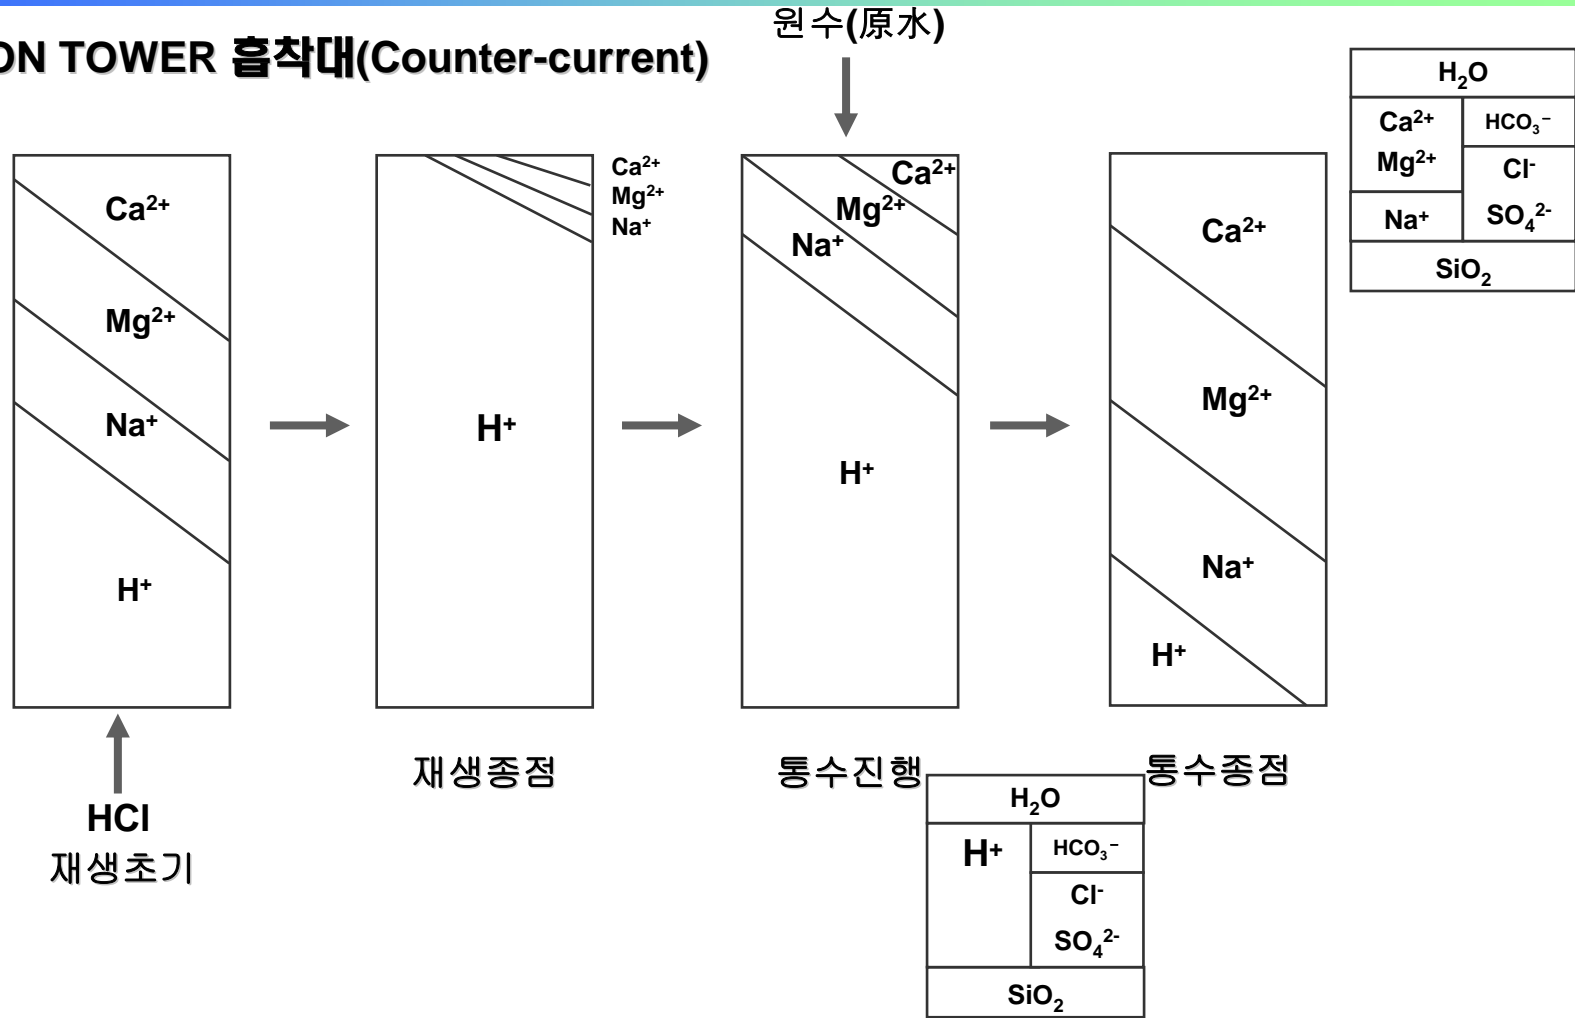 ON TOWER 흡착대(Counter-current)
원수(原水)
Ca²⁺
Mg²⁺
Na⁺
H⁺
HCl
재생초기
Ca²⁺
Mg²⁺
Na⁺
H⁺
재생종점
Ca²⁺
Mg²⁺
Na⁺
H⁺
통수진행
Ca²⁺
Mg²⁺
Na⁺
H⁺
통수종점
H₂O
Ca²⁺ HCO₃⁻
Mg²⁺ Cl⁻
Na⁺ SO₄²⁻
SiO₂
H₂O
H⁺ HCO₃⁻
Cl⁻
SO₄²⁻
SiO₂